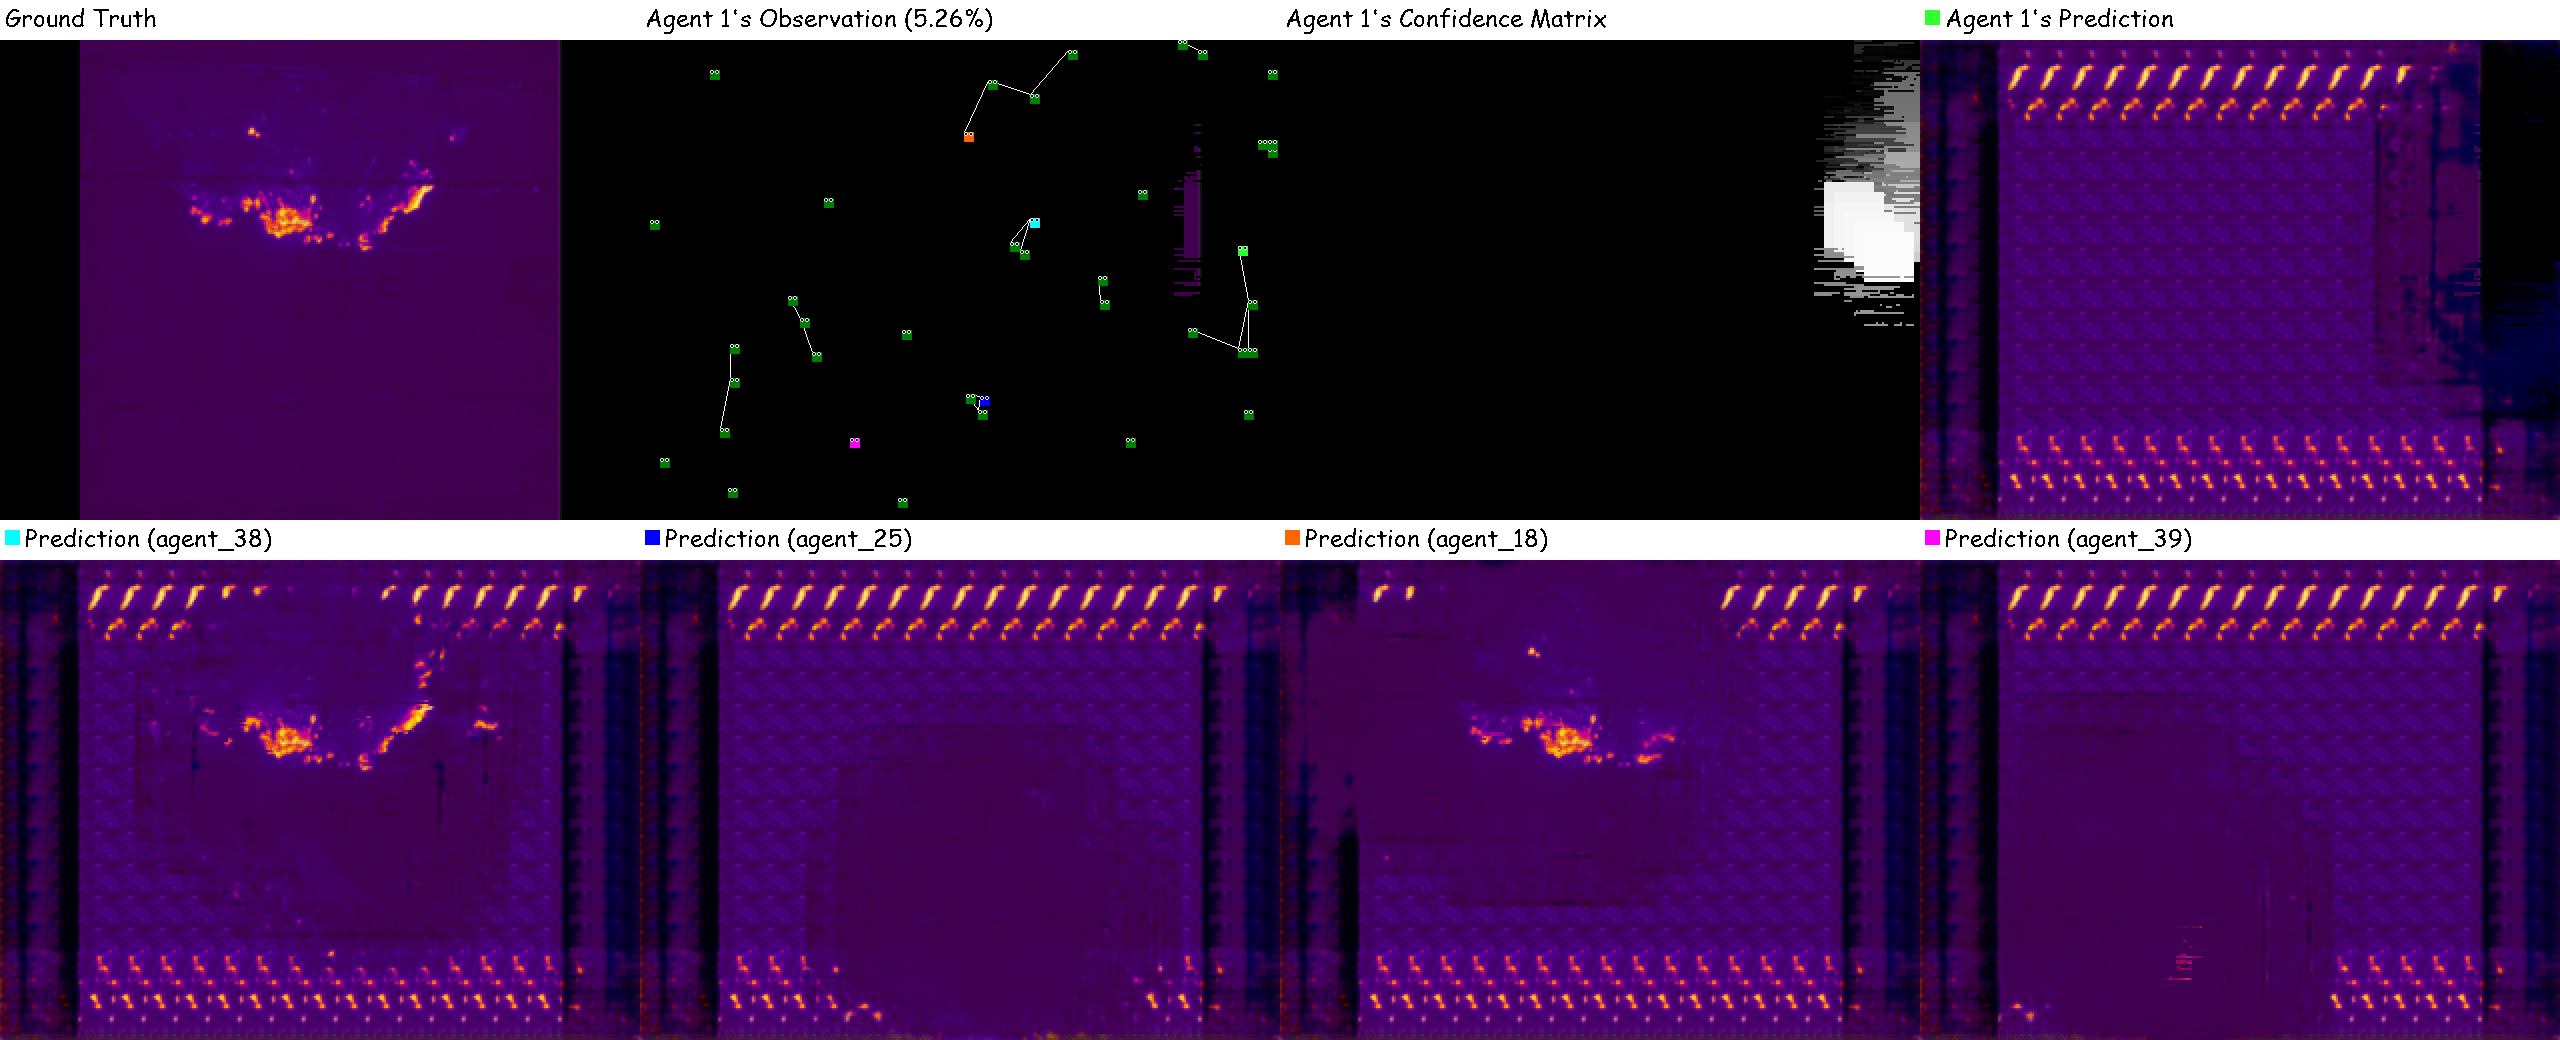 Ground Truth
Agent 1's Observation (5.26%)
Agent 1's Confidence Matrix
Agent 1's Prediction
Prediction (agent_38)
Prediction (agent_25)
Prediction (agent_18)
Prediction (agent_39)